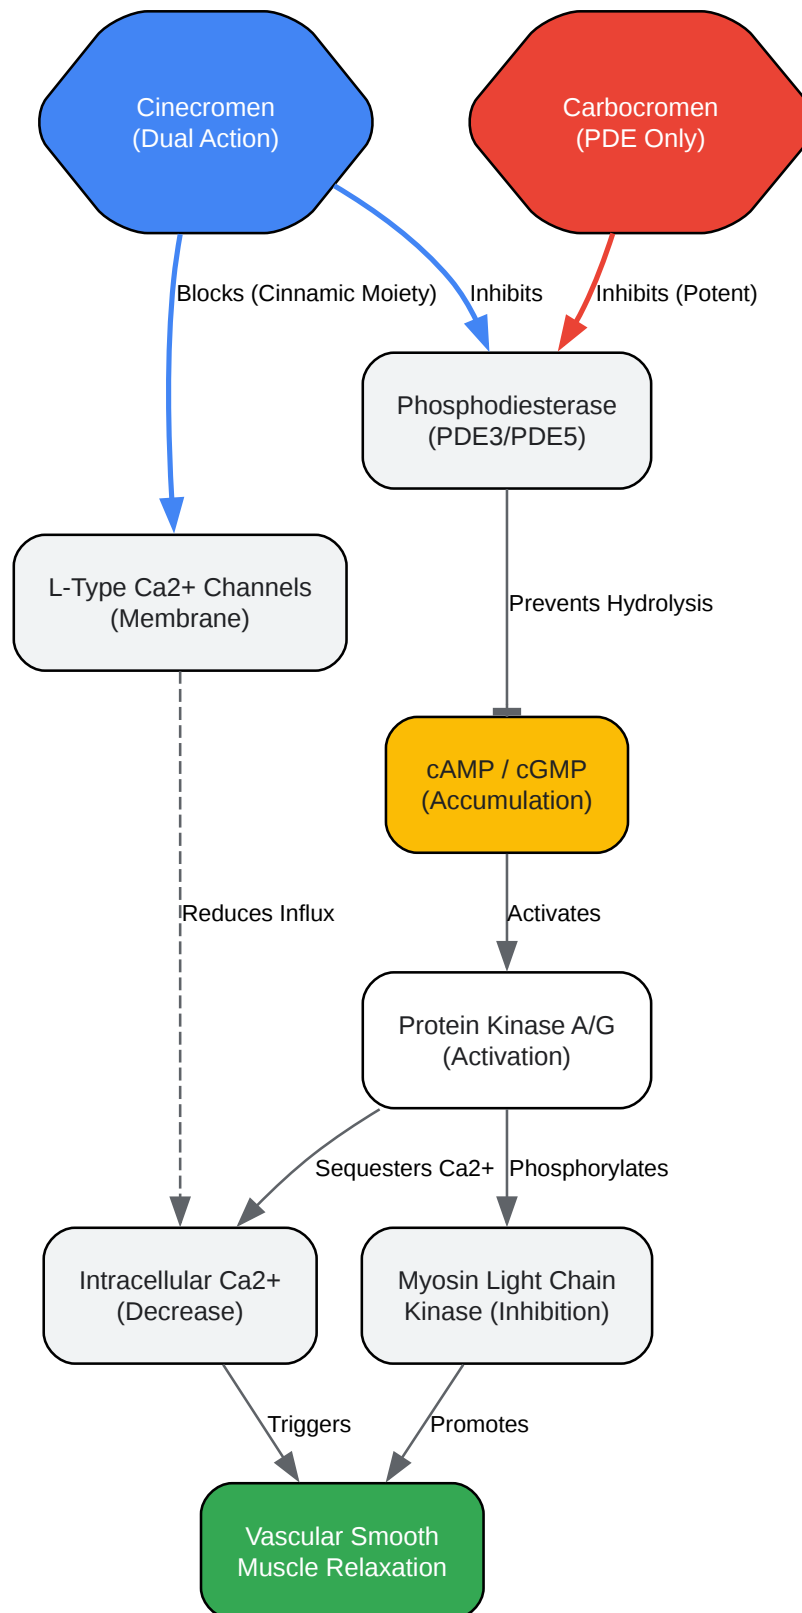 Cinecromen
(Dual Action)
Carbocromen
(PDE Only)
Blocks (Cinnamic Moiety)
Inhibits
Inhibits (Potent)
Phosphodiesterase
(PDE3/PDE5)
L-Type Ca2+ Channels
(Membrane)
Prevents Hydrolysis
cAMP / cGMP
(Accumulation)
Reduces Influx
Activates
Protein Kinase A/G
(Activation)
Sequesters Ca2+
Phosphorylates
Intracellular Ca2+
(Decrease)
Myosin Light Chain
Kinase (Inhibition)
Triggers
Promotes
Vascular Smooth
Muscle Relaxation